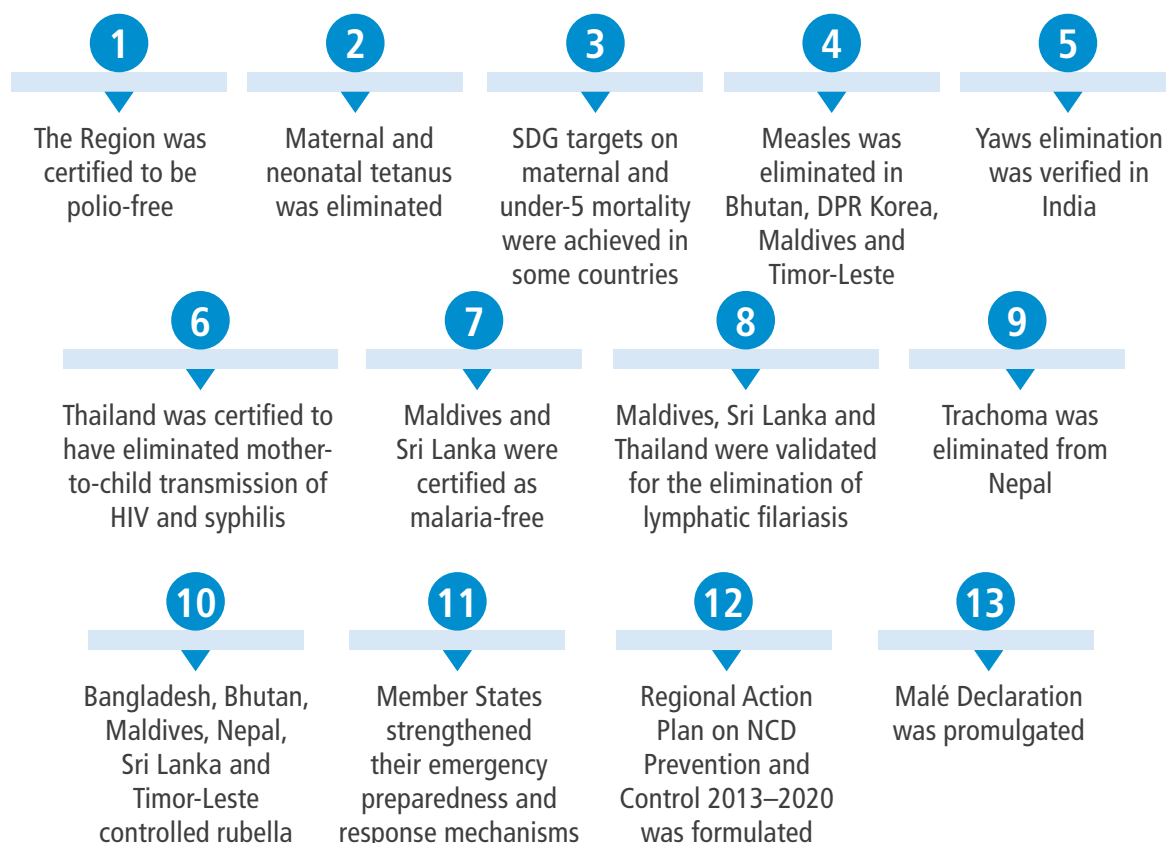 1
The Region was
certified to be
polio-free
2
Maternal and
neonatal tetanus
was eliminated
3
SDG targets on
maternal and
under-5 mortality
were achieved in
some countries
4
Measles was
eliminated in
Bhutan, DPR Korea,
Maldives and
Timor-Leste
5
Yaws elimination
was verified in
India
6
Thailand was certified to
have eliminated mother-
to-child transmission of
HIV and syphilis
7
Maldives and
Sri Lanka were
certified as
malaria-free
8
Maldives, Sri Lanka and
Thailand were validated
for the elimination of
lymphatic filariasis
9
Trachoma was
eliminated from
Nepal
10
Bangladesh, Bhutan,
Maldives, Nepal,
Sri Lanka and
Timor-Leste
controlled rubella
11
Member States
strengthened
their emergency
preparedness and
response mechanisms
12
Regional Action
Plan on NCD
Prevention and
Control 2013–2020
was formulated
13
Malé Declaration
was promulgated